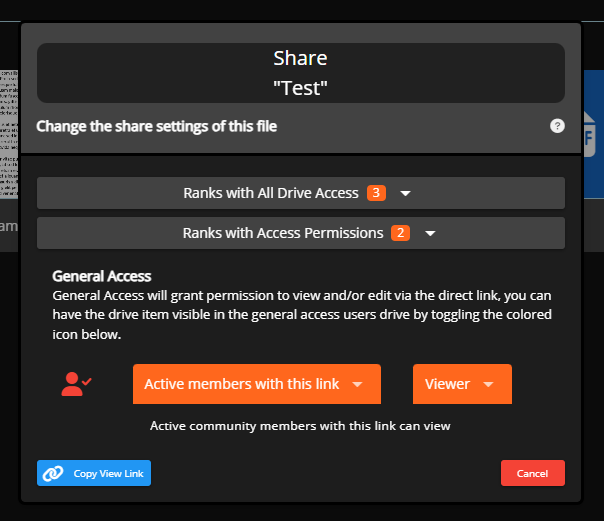 Share
"Test"
Change the share settings of this file
?
Ranks with All Drive Access 3
Ranks with Access Permissions 2
General Access
General Access will grant permission to view and/or edit via the direct link, you can
have the drive item visible in the general access users drive by toggling the colored
icon below.
Active members with this link
Viewer
Active community members with this link can view
Copy View Link
Cancel